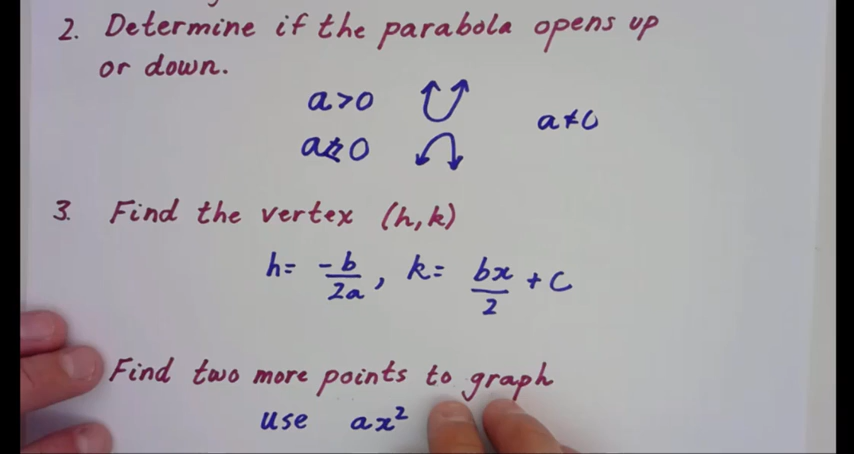 2. Determine if the parabola opens up
or down.
a>0
a 0 a≠0
3. Find the vertex (h,k)
h= -b/2a, k= bx/2 + C
Find two more points to graph
use ax²